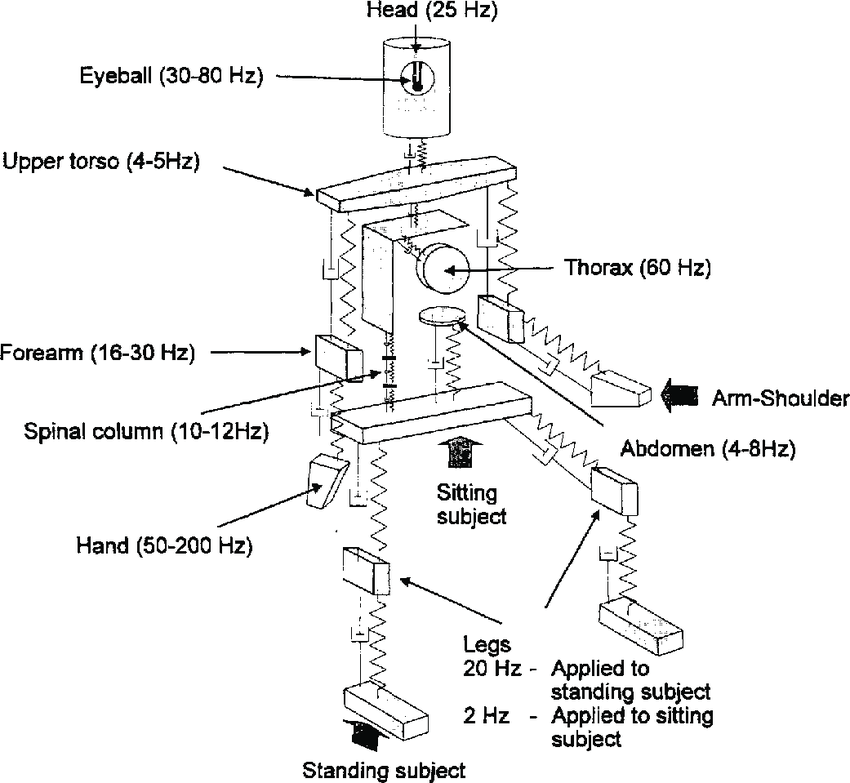 Head (25 Hz)
Eyeball (30-80 Hz)
Upper torso (4-5Hz)
Thorax (60 Hz)
Forearm (16-30 Hz)
Arm-Shoulder
Spinal column (10-12Hz)
Abdomen (4-8Hz)
Sitting
subject
Hand (50-200 Hz)
Legs
20 Hz - Applied to
standing subject
2 Hz - Applied to sitting
subject
Standing subject